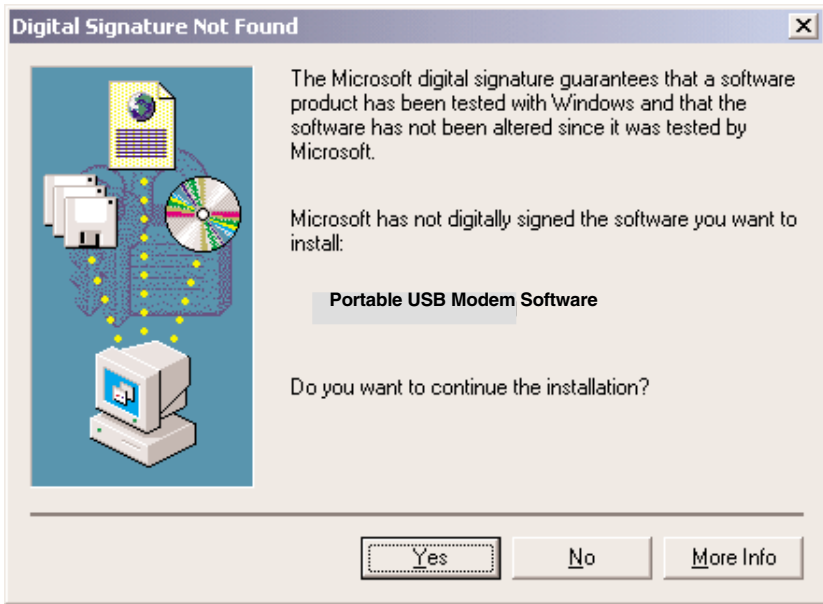 Digital Signature Not Found
The Microsoft digital signature guarantees that a software
product has been tested with Windows and that the
software has not been altered since it was tested by
Microsoft.
Microsoft has not digitally signed the software you want to
install:
Portable USB Modem Software
Do you want to continue the installation?
Yes No More Info